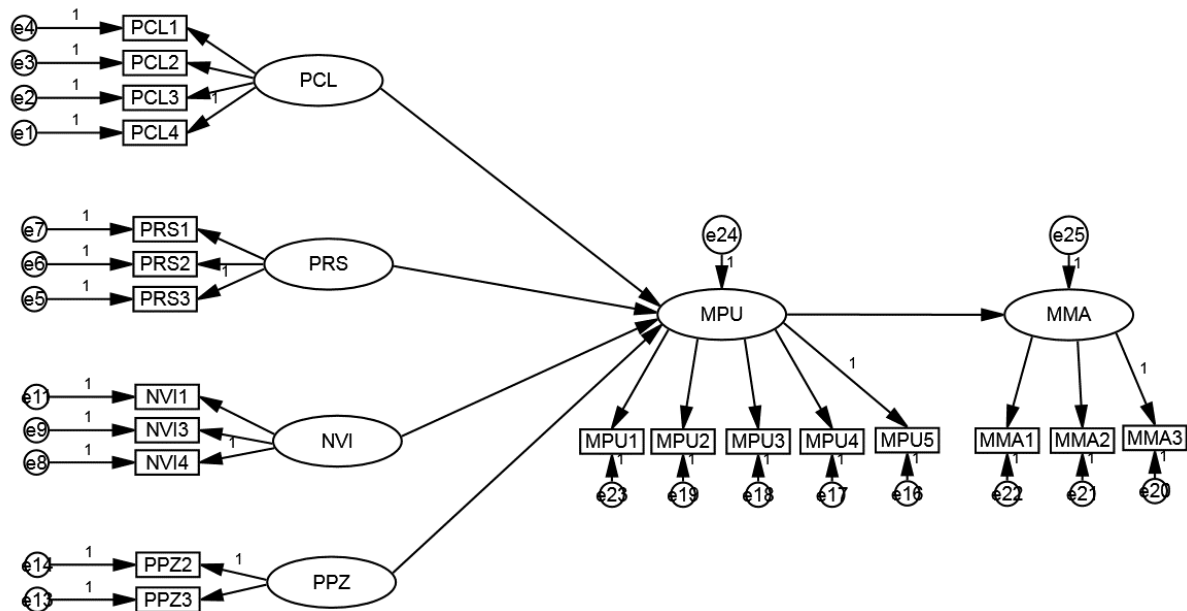 e4 1 PCL1
e3 1 PCL2
e2 1 PCL3 1
e1 1 PCL4
PCL
e7 1 PRS1
e6 1 PRS2 1
e5 1 PRS3
PRS
e11 1 NVI1
e9 1 NVI3 1
e8 1 NVI4
NVI
e14 1 PPZ2 1
e13 1 PPZ3
PPZ
e24 e25
1 1
MPU MMA
1 1
MPU1 MPU2 MPU3 MPU4 MPU5 MMA1 MMA2 MMA3
1 1 1 1 1 1 1 1
e23 e19 e18 e17 e16 e22 e21 e20